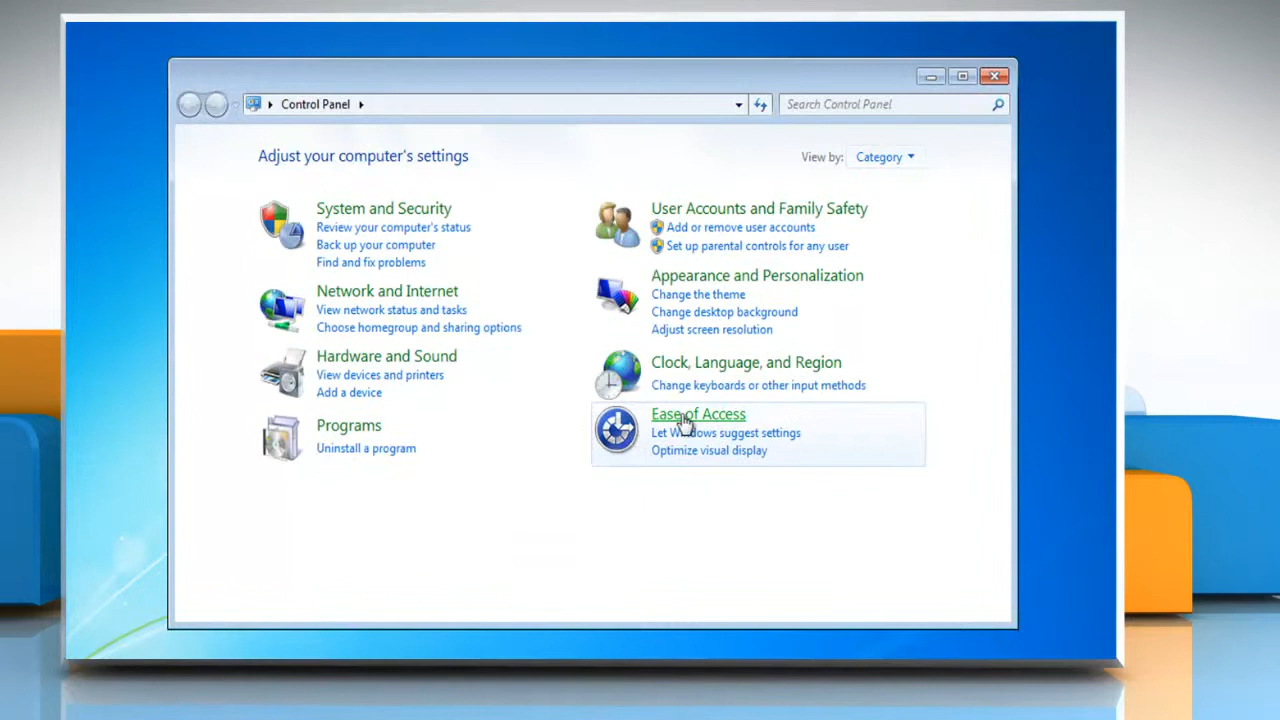 Control Panel
Search Control Panel
Adjust your computer's settings
View by: Category
System and Security
Review your computer's status
Back up your computer
Find and fix problems
Network and Internet
View network status and tasks
Choose homegroup and sharing options
Hardware and Sound
View devices and printers
Add a device
Programs
Uninstall a program
User Accounts and Family Safety
Add or remove user accounts
Set up parental controls for any user
Appearance and Personalization
Change the theme
Change desktop background
Adjust screen resolution
Clock, Language, and Region
Change keyboards or other input methods
Ease of Access
Let Windows suggest settings
Optimize visual display